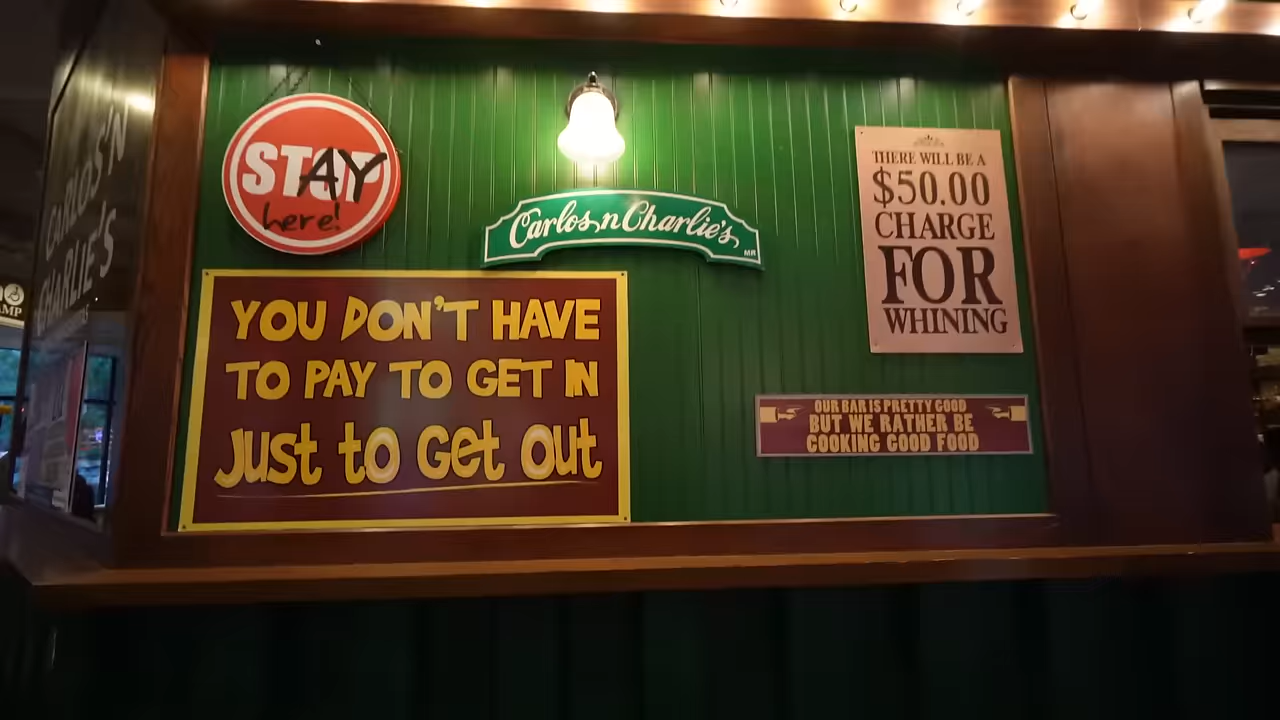 CARLOS'N
CHARLIE'S
AMP
STAY
here!
Carlos n Charlie's
MR
THERE WILL BE A
$50.00
CHARGE
FOR
WHINING
YOU DON'T HAVE
TO PAY TO GET IN
Just to Get out
OUR BAR IS PRETTY GOOD
BUT WE RATHER BE
COOKING GOOD FOOD